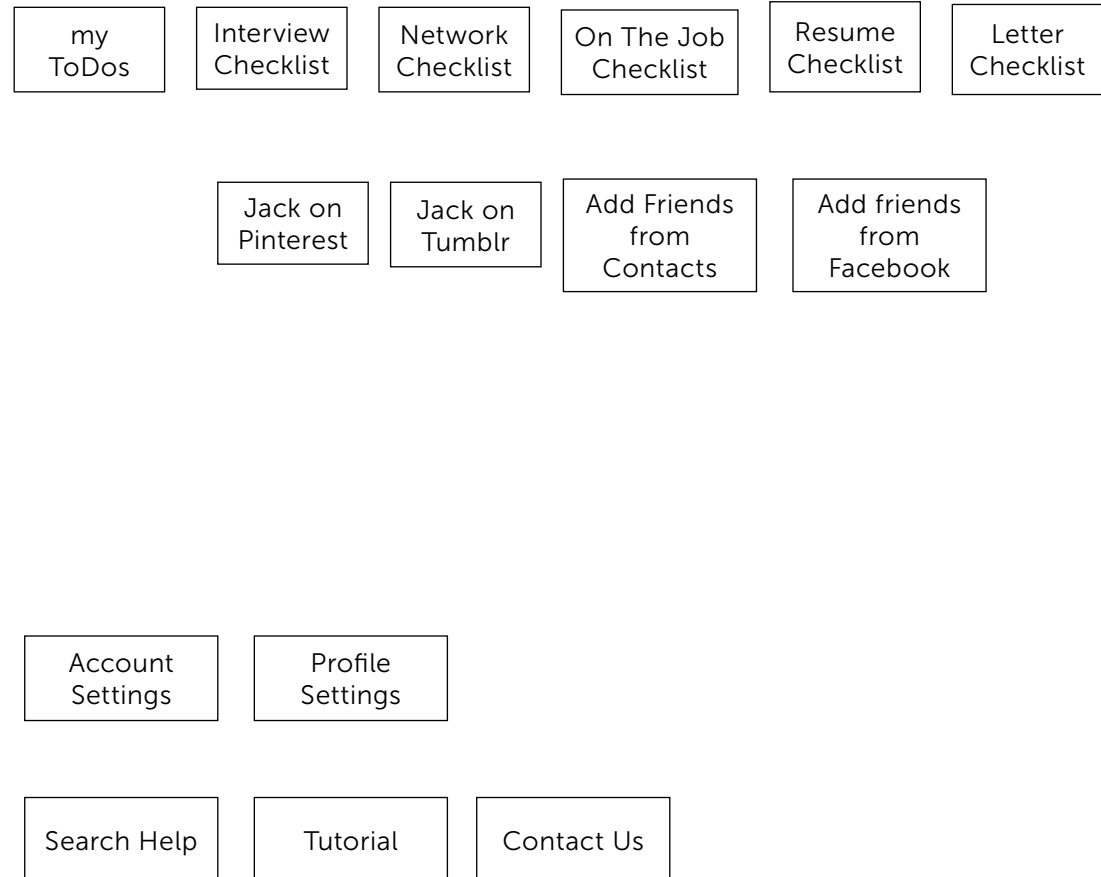 my
ToDos
Interview
Checklist
Network
Checklist
On The Job
Checklist
Resume
Checklist
Letter
Checklist
Jack on
Pinterest
Jack on
Tumblr
Add Friends
from
Contacts
Add friends
from
Facebook
Account
Settings
Profile
Settings
Search Help
Tutorial
Contact Us